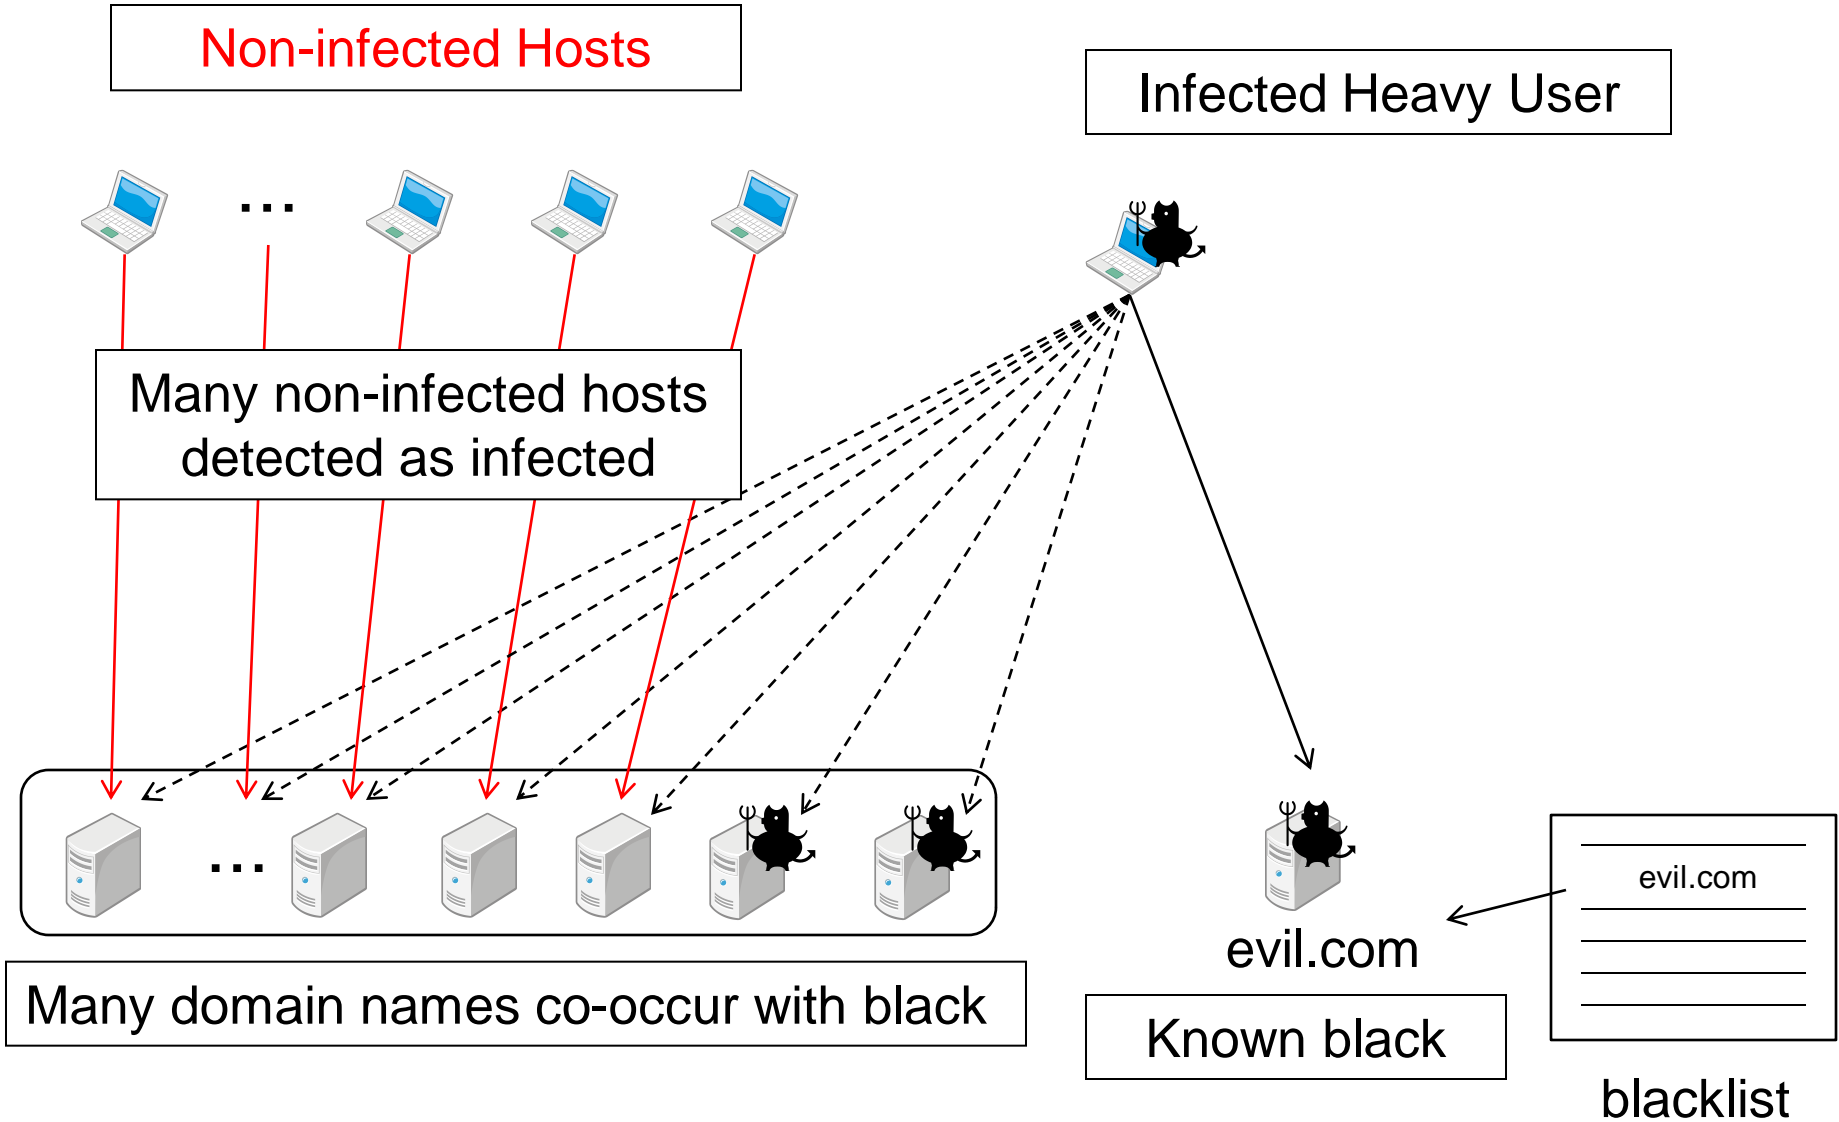 Non-infected Hosts
Infected Heavy User
...
Many non-infected hosts
detected as infected
...
evil.com
evil.com
Many domain names co-occur with black
Known black
blacklist